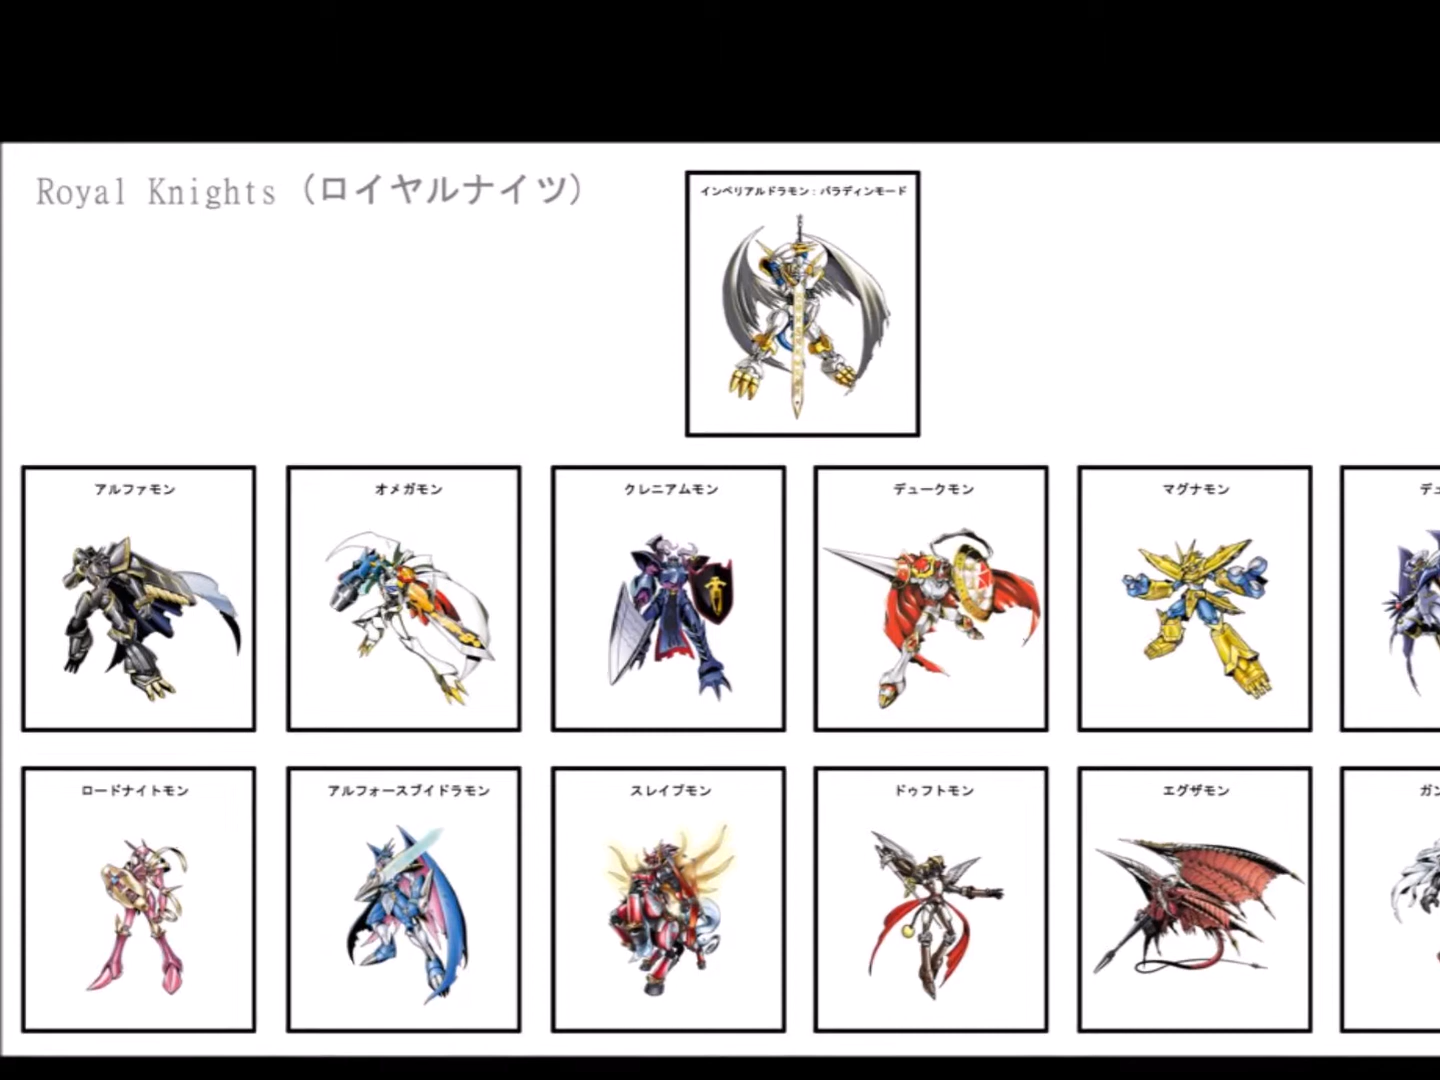 Royal Knights (ロイヤルナイツ)
インペリアルドラモン：パラディンモード
アルファモン
オメガモン
クレニアムモン
デュークモン
マグナモン
デュ
ロードナイトモン
アルフォースブイドラモン
スレイプモン
ドゥフトモン
エグザモン
ガン